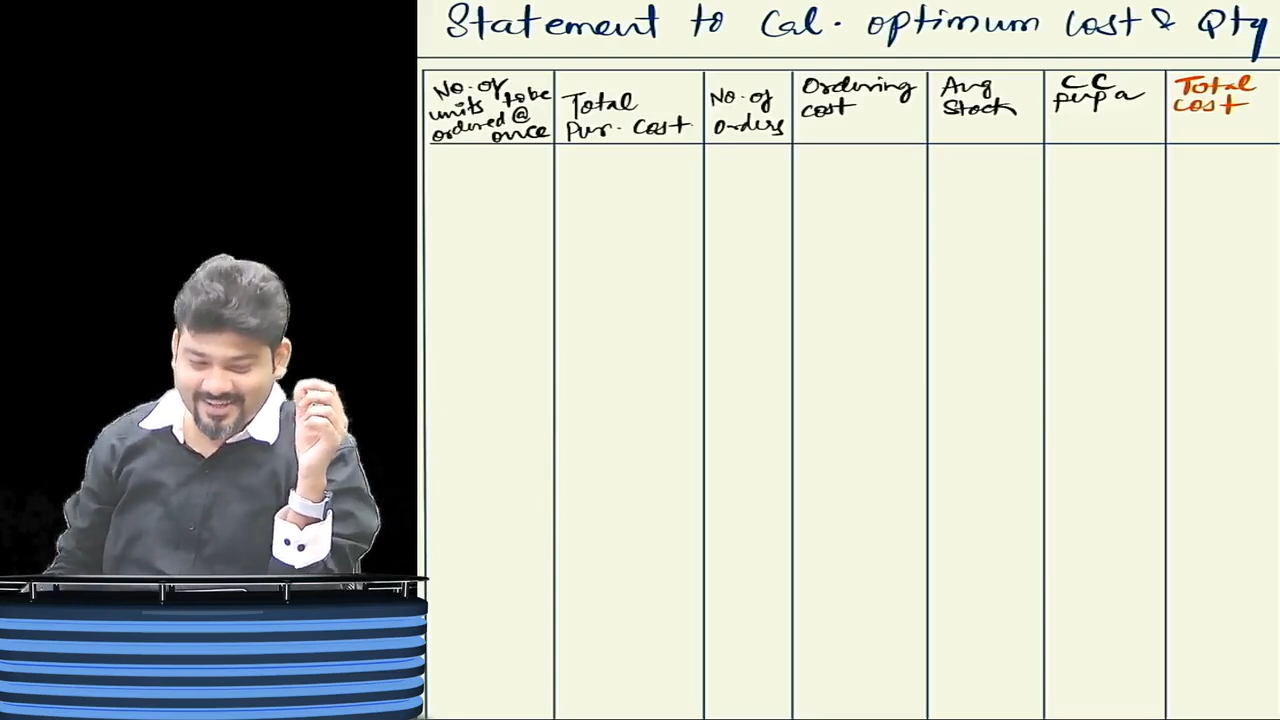 Statement to Cal. optimum Cost & Qty
No. of
units to be
ordered @
once
Total
Pur. Cost
No. of
Orders
Ordering
cost
Avg
Stock
CC
pupa
Total
cost